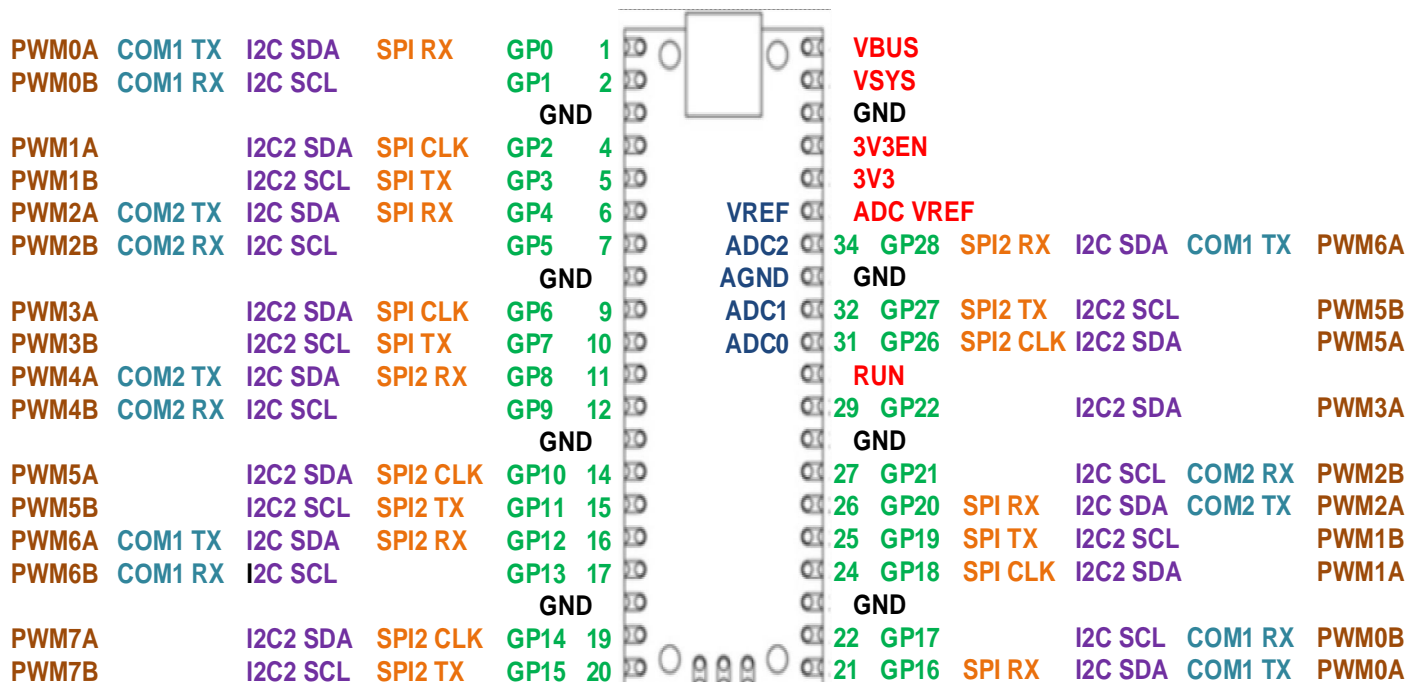 PWM0A COM1 TX I2C SDA SPI RX GP0 1 VBUS
PWM0B COM1 RX I2C SCL GP1 2 VSYS
GND GND
PWM1A I2C2 SDA SPI CLK GP2 4 3V3EN
PWM1B I2C2 SCL SPI TX GP3 5 3V3
PWM2A COM2 TX I2C SDA SPI RX GP4 6 VREF ADC VREF
PWM2B COM2 RX I2C SCL GP5 7 ADC2 34 GP28 SPI2 RX I2C SDA COM1 TX PWM6A
GND AGND GND
PWM3A I2C2 SDA SPI CLK GP6 9 ADC1 32 GP27 SPI2 TX I2C2 SCL PWM5B
PWM3B I2C2 SCL SPI TX GP7 10 ADC0 31 GP26 SPI2 CLK I2C2 SDA PWM5A
PWM4A COM2 TX I2C SDA SPI2 RX GP8 11 RUN
PWM4B COM2 RX I2C SCL GP9 12 29 GP22 I2C2 SDA PWM3A
GND GND
PWM5A I2C2 SDA SPI2 CLK GP10 14 27 GP21 I2C SCL COM2 RX PWM2B
PWM5B I2C2 SCL SPI2 TX GP11 15 26 GP20 SPI RX I2C SDA COM2 TX PWM2A
PWM6A COM1 TX I2C SDA SPI2 RX GP12 16 25 GP19 SPI TX I2C2 SCL PWM1B
PWM6B COM1 RX I2C SCL GP13 17 24 GP18 SPI CLK I2C2 SDA PWM1A
GND GND
PWM7A I2C2 SDA SPI2 CLK GP14 19 22 GP17 I2C SCL COM1 RX PWM0B
PWM7B I2C2 SCL SPI2 TX GP15 20 21 GP16 SPI RX I2C SDA COM1 TX PWM0A